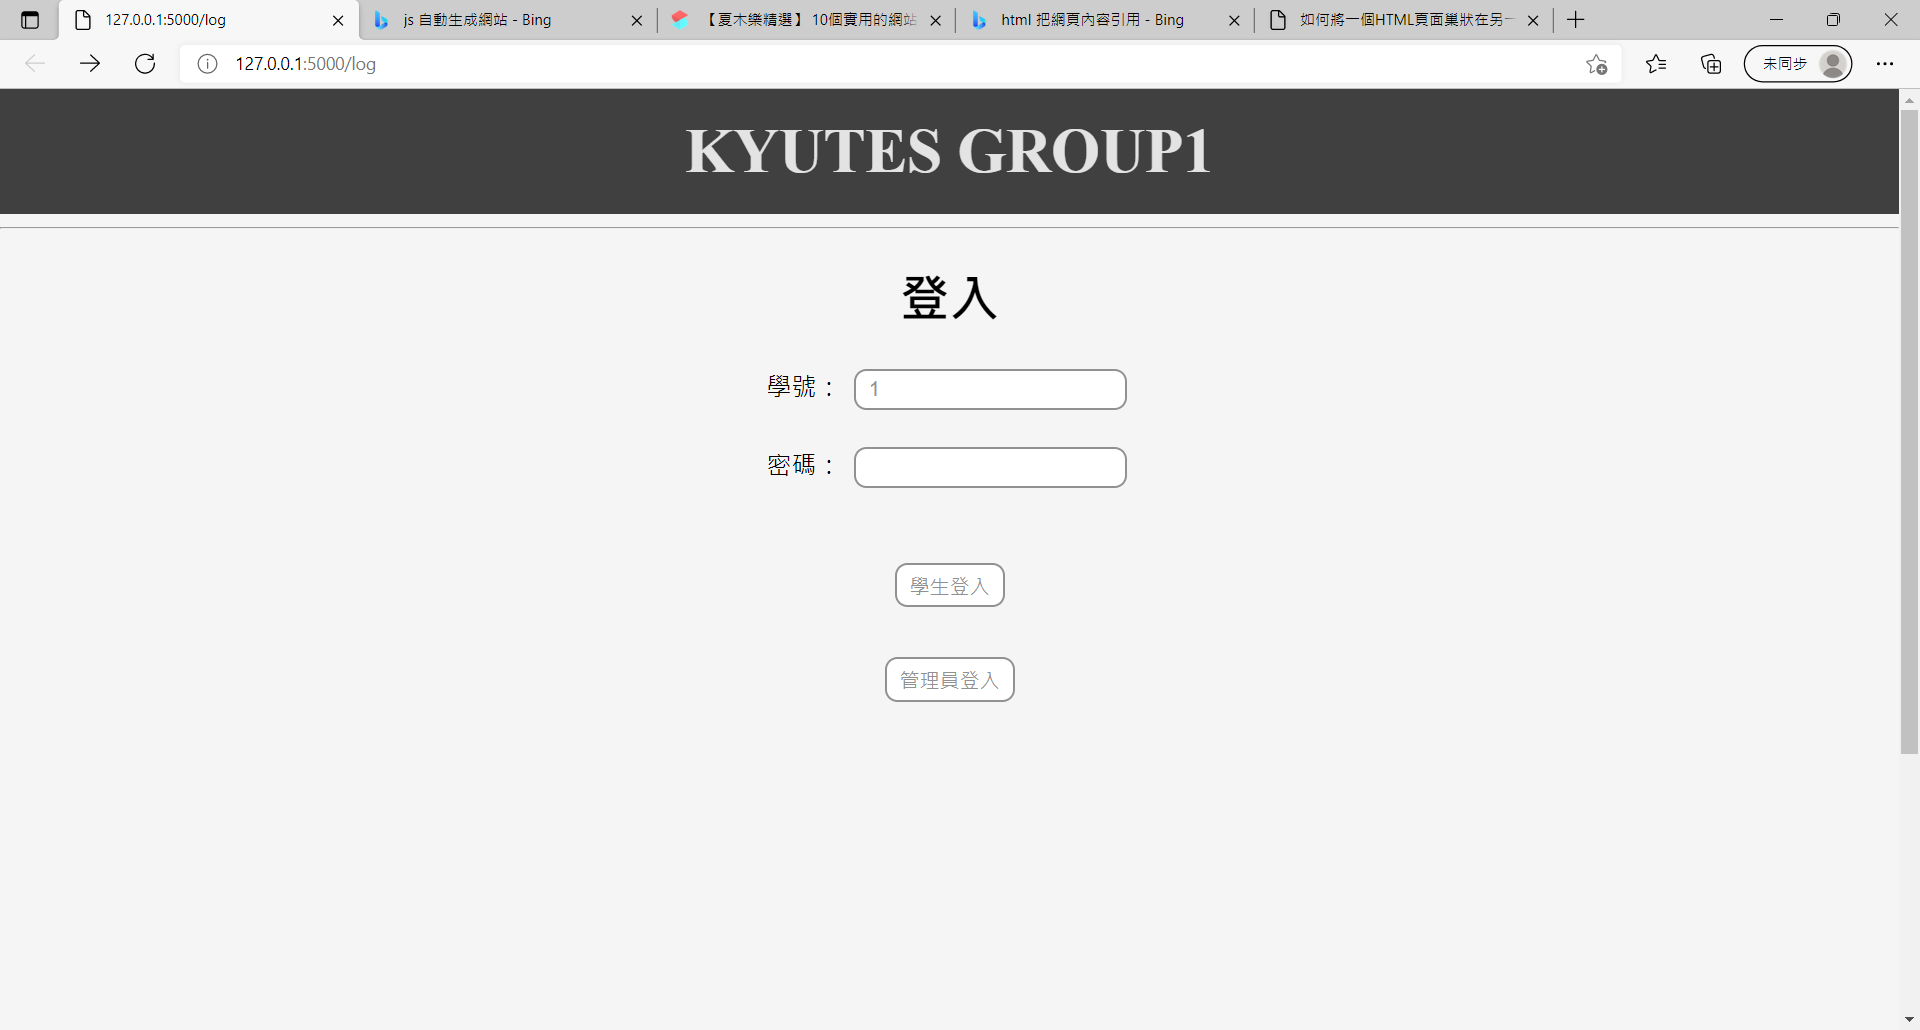 127.0.0.1:5000/log
js 自動生成網站 - Bing
【夏木樂精選】10個實用的網站
html 把網頁內容引用 - Bing
如何將一個HTML頁面巢狀在另一
127.0.0.1:5000/log
未同步
KYUTES GROUP1
登入
學號：
1
密碼：
學生登入
管理員登入